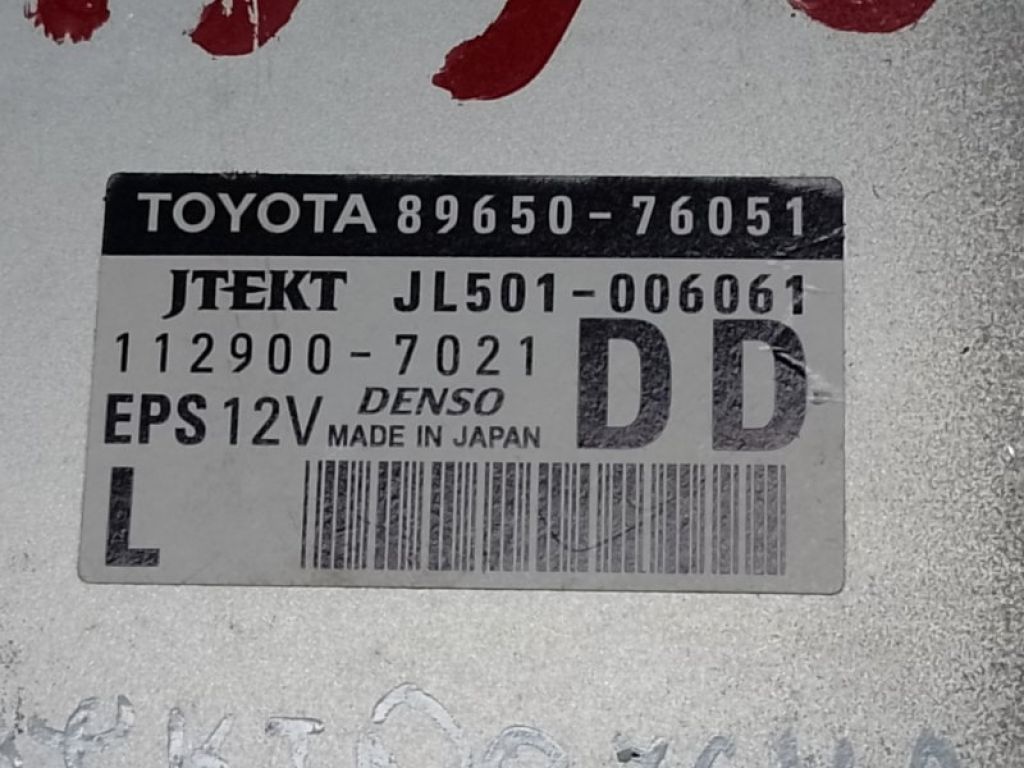 TOYOTA 89650-76051
JTEKT JL501-006061
112900-7021 DD
EPS 12V DENSO
MADE IN JAPAN
L